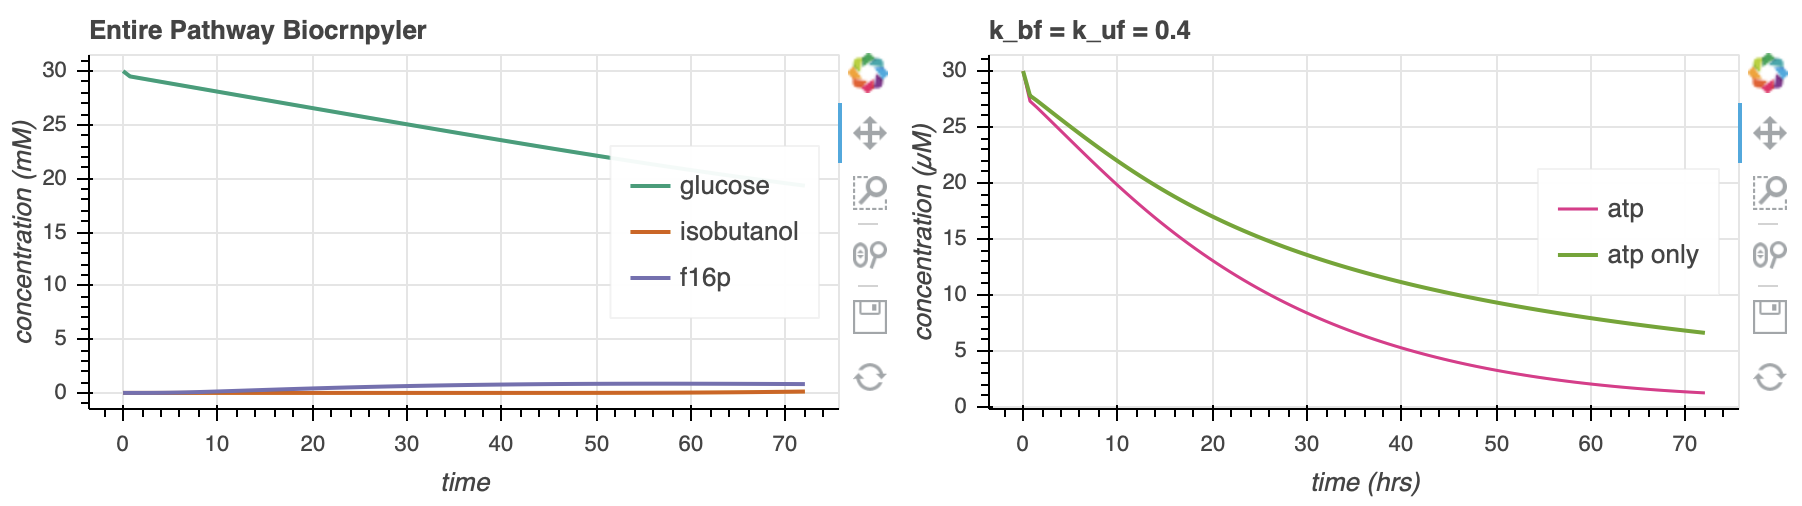 Entire Pathway Biocrnpyler
concentration (mM)
30
25
20
15
10
5
0
glucose
isobutanol
f16p
0 10 20 30 40 50 60 70
time
k_bf = k_uf = 0.4
concentration (µM)
30
25
20
15
10
5
0
atp
atp only
0 10 20 30 40 50 60 70
time (hrs)